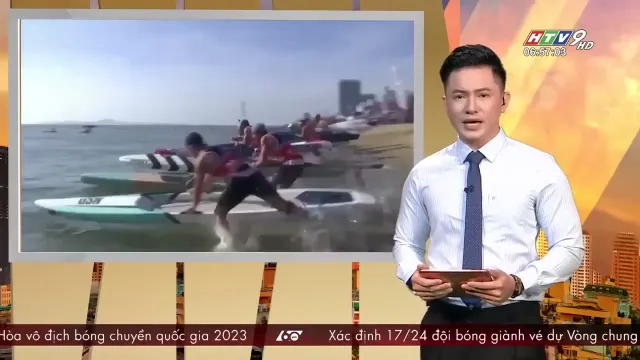 HTV9 HD
06:57:03
Hòa vô địch bóng chuyền quốc gia 2023
60
Xác định 17/24 đội bóng giành vé dự Vòng chung